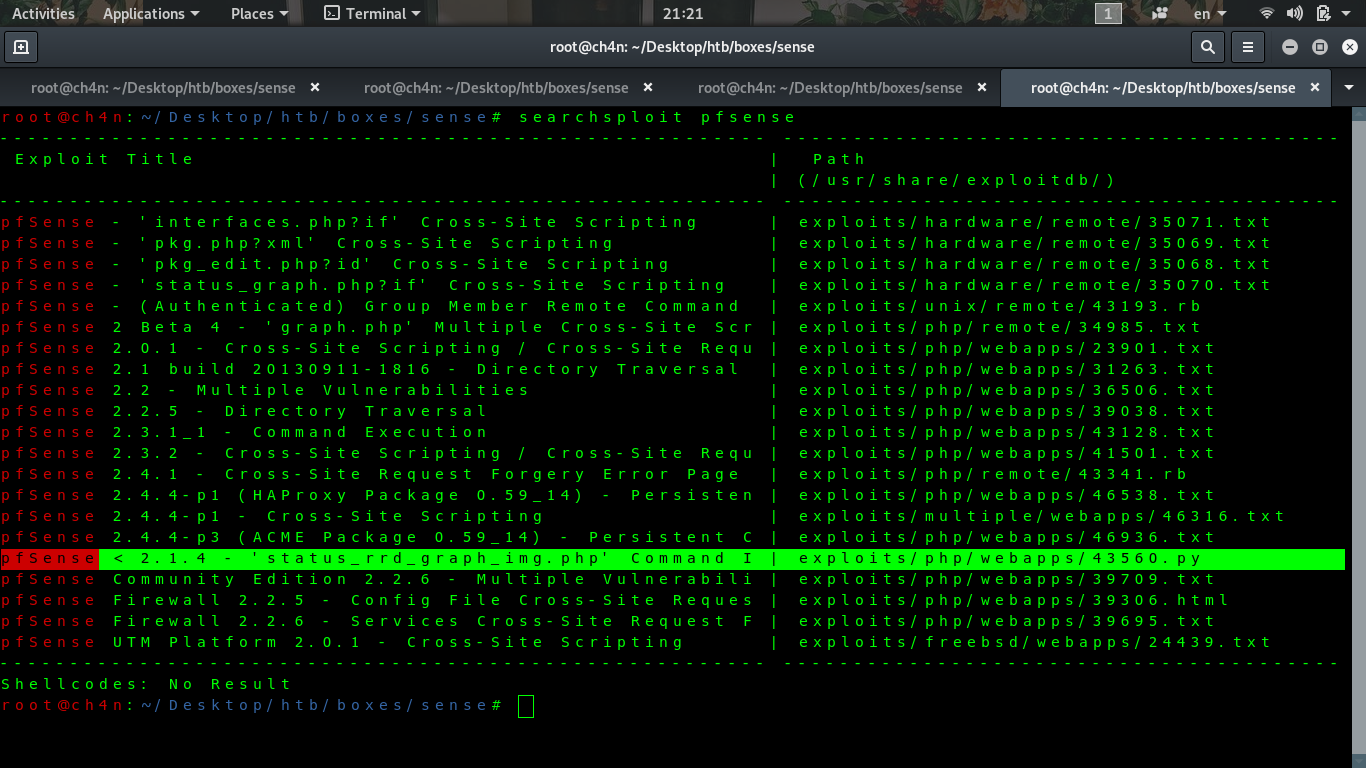 Activities Applications Places Terminal 21:21 1 en
root@ch4n: ~/Desktop/htb/boxes/sense
root@ch4n: ~/Desktop/htb/boxes/sense × root@ch4n: ~/Desktop/htb/boxes/sense × root@ch4n: ~/Desktop/htb/boxes/sense × root@ch4n: ~/Desktop/htb/boxes/sense ×
root@ch4n:~/Desktop/htb/boxes/sense# searchsploit pfsense
------------------------------------------------------- ----------------------------------------
Exploit Title | Path
| (/usr/share/exploitdb/)
------------------------------------------------------- ----------------------------------------
pfSense - 'interfaces.php?if' Cross-Site Scripting | exploits/hardware/remote/35071.txt
pfSense - 'pkg.php?xml' Cross-Site Scripting | exploits/hardware/remote/35069.txt
pfSense - 'pkg_edit.php?id' Cross-Site Scripting | exploits/hardware/remote/35068.txt
pfSense - 'status_graph.php?if' Cross-Site Scripting | exploits/hardware/remote/35070.txt
pfSense - (Authenticated) Group Member Remote Command | exploits/unix/remote/43193.rb
pfSense 2 Beta 4 - 'graph.php' Multiple Cross-Site Scr | exploits/php/remote/34985.txt
pfSense 2.0.1 - Cross-Site Scripting / Cross-Site Requ | exploits/php/webapps/23901.txt
pfSense 2.1 build 20130911-1816 - Directory Traversal | exploits/php/webapps/31263.txt
pfSense 2.2 - Multiple Vulnerabilities | exploits/php/webapps/36506.txt
pfSense 2.2.5 - Directory Traversal | exploits/php/webapps/39038.txt
pfSense 2.3.1_1 - Command Execution | exploits/php/webapps/43128.txt
pfSense 2.3.2 - Cross-Site Scripting / Cross-Site Requ | exploits/php/webapps/41501.txt
pfSense 2.4.1 - Cross-Site Request Forgery Error Page | exploits/php/remote/43341.rb
pfSense 2.4.4-p1 (HAProxy Package 0.59_14) - Persisten | exploits/php/webapps/46538.txt
pfSense 2.4.4-p1 - Cross-Site Scripting | exploits/multiple/webapps/46316.txt
pfSense 2.4.4-p3 (ACME Package 0.59_14) - Persistent C | exploits/php/webapps/46936.txt
pfSense < 2.1.4 - 'status_rrd_graph_img.php' Command I | exploits/php/webapps/43560.py
pfSense Community Edition 2.2.6 - Multiple Vulnerabili | exploits/php/webapps/39709.txt
pfSense Firewall 2.2.5 - Config File Cross-Site Reques | exploits/php/webapps/39306.html
pfSense Firewall 2.2.6 - Services Cross-Site Request F | exploits/php/webapps/39695.txt
pfSense UTM Platform 2.0.1 - Cross-Site Scripting | exploits/freebsd/webapps/24439.txt
------------------------------------------------------- ----------------------------------------
Shellcodes: No Result
root@ch4n:~/Desktop/htb/boxes/sense#